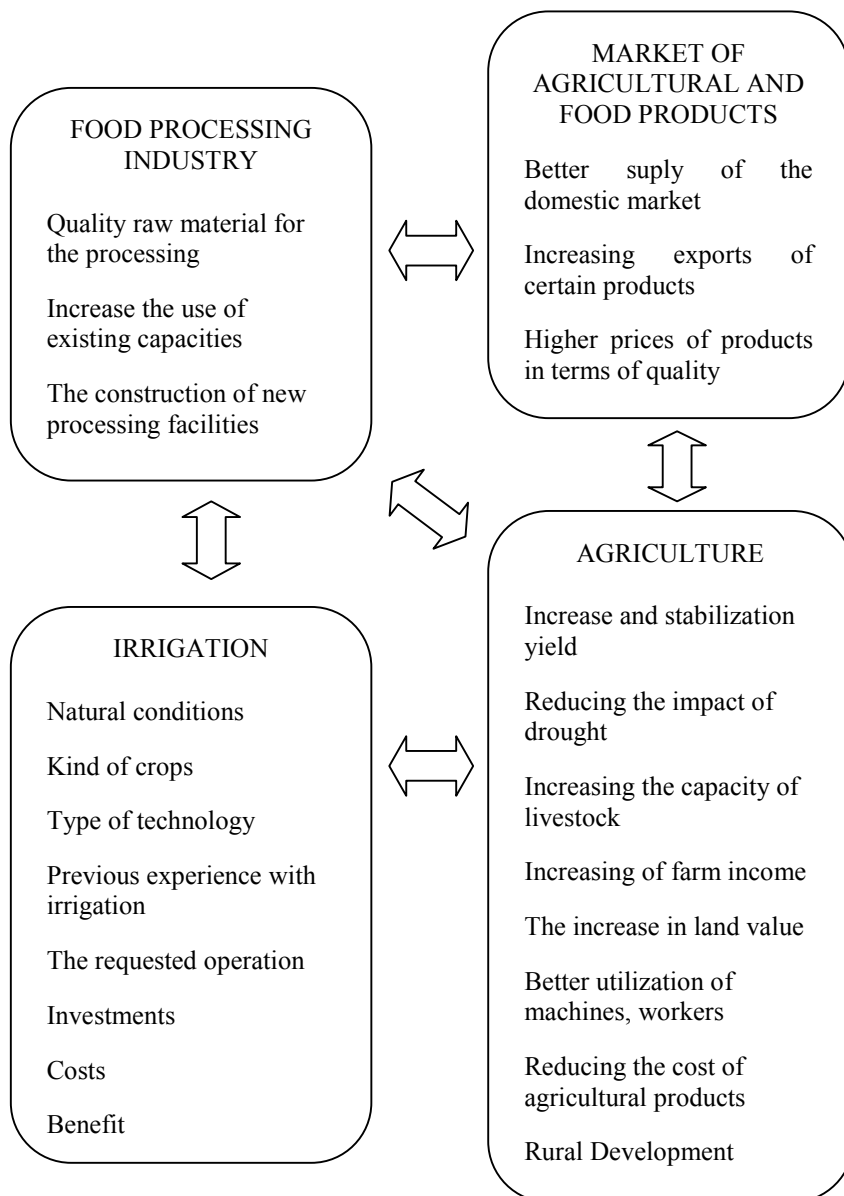 FOOD PROCESSING
INDUSTRY
Quality raw material for
the processing
Increase the use of
existing capacities
The construction of new
processing facilities
MARKET OF
AGRICULTURAL AND
FOOD PRODUCTS
Better suply of the
domestic market
Increasing exports of
certain products
Higher prices of products
in terms of quality
IRRIGATION
Natural conditions
Kind of crops
Type of technology
Previous experience with
irrigation
The requested operation
Investments
Costs
Benefit
AGRICULTURE
Increase and stabilization
yield
Reducing the impact of
drought
Increasing the capacity of
livestock
Increasing of farm income
The increase in land value
Better utilization of
machines, workers
Reducing the cost of
agricultural products
Rural Development